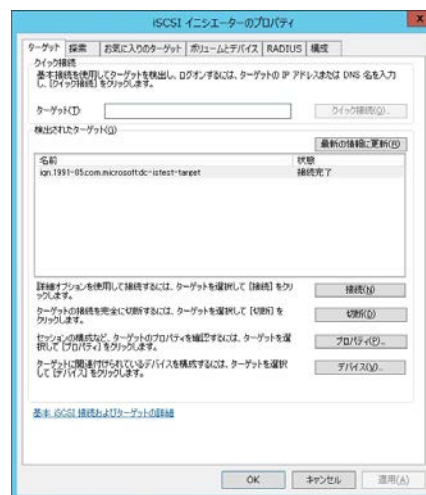 iSCSI イニシエーターのプロパティ
ターゲット 探索 お気に入りのターゲット ボリュームとデバイス RADIUS 構成
クイック接続
基本接続を使用してターゲットを検出し、ログオンするには、ターゲットの IP アドレスまたは DNS 名を入力
し、[クイック接続] をクリックします。
ターゲット(T): クイック接続(Q)...
検出されたターゲット(G)
最新の情報に更新(R)
名前 状態
iqn.1991-05.com.microsoft:dc-istest-target 接続完了
詳細オプションを使用して接続するには、ターゲットを選択して [接続] をクリ
ックします。 接続(N)
ターゲットの接続を完全に切断するには、ターゲットを選択して [切断] を
クリックします。 切断(D)
セッションの構成など、ターゲットのプロパティを確認するには、ターゲットを選
択して [プロパティ] をクリックします。 プロパティ(P)...
ターゲットに関連付けられているデバイスを構成するには、ターゲットを選択
して [デバイス] をクリックします。 デバイス(V)...
基本 iSCSI 接続およびターゲットの詳細
OK キャンセル 適用(A)